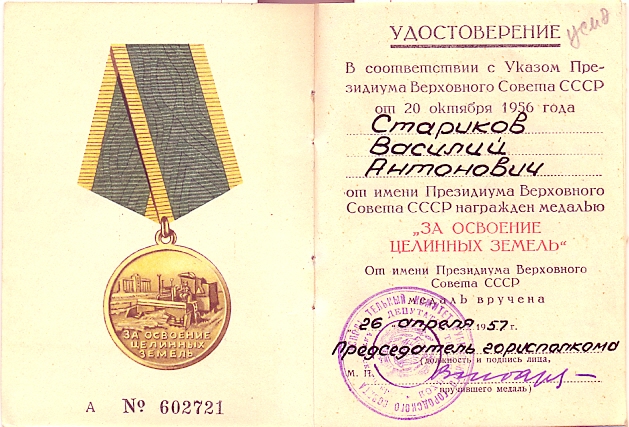 ЗА ОСВОЕНИЕ
ЦЕЛИННЫХ
ЗЕМЕЛЬ
А № 602721
УДОСТОВЕРЕНИЕ
В соответствии с Указом Пре-
зидиума Верховного Совета СССР
от 20 октября 1956 года
Стариков
Василий
Антонович
от имени Президиума Верховного
Совета СССР награжден медалью
„ЗА ОСВОЕНИЕ
ЦЕЛИННЫХ ЗЕМЕЛЬ“
От имени Президиума Верховного
Совета СССР
медаль вручена
26 апреля 1957 г.
Председатель горисполкома
(должность и подпись лица,
М. П.
вручившего медаль)